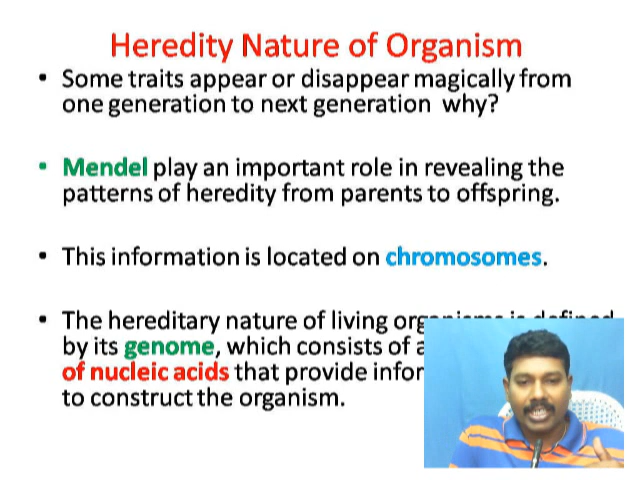 Heredity Nature of Organism
• Some traits appear or disappear magically from
one generation to next generation why?
• Mendel play an important role in revealing the
patterns of heredity from parents to offspring.
• This information is located on chromosomes.
• The hereditary nature of living organisms is defined
by its genome, which consists of a
of nucleic acids that provide
to construct the organism.